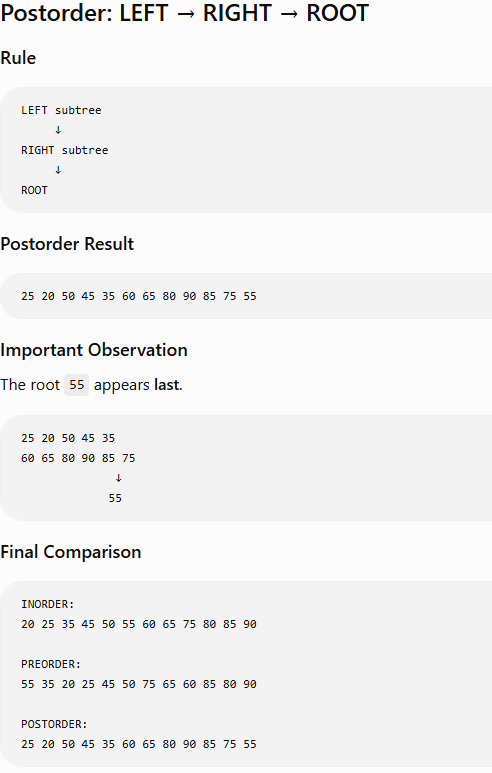 Postorder: LEFT → RIGHT → ROOT
Rule
LEFT subtree
↓
RIGHT subtree
↓
ROOT
Postorder Result
25 20 50 45 35 60 65 80 90 85 75 55
Important Observation
The root 55 appears last.
25 20 50 45 35
60 65 80 90 85 75
↓
55
Final Comparison
INORDER:
20 25 35 45 50 55 60 65 75 80 85 90
PREORDER:
55 35 20 25 45 50 75 65 60 85 80 90
POSTORDER:
25 20 50 45 35 60 65 80 90 85 75 55